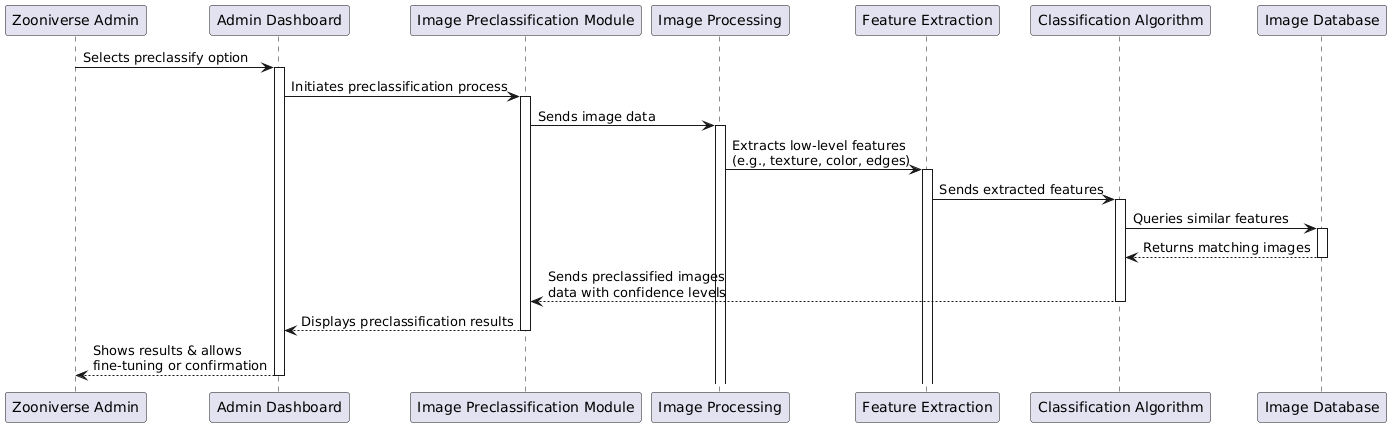 Zooniverse Admin
Admin Dashboard
Image Preclassification Module
Image Processing
Feature Extraction
Classification Algorithm
Image Database
Selects preclassify option
Initiates preclassification process
Sends image data
Extracts low-level features
(e.g., texture, color, edges)
Sends extracted features
Queries similar features
Returns matching images
Sends preclassified images
data with confidence levels
Displays preclassification results
Shows results & allows
fine-tuning or confirmation
Zooniverse Admin
Admin Dashboard
Image Preclassification Module
Image Processing
Feature Extraction
Classification Algorithm
Image Database